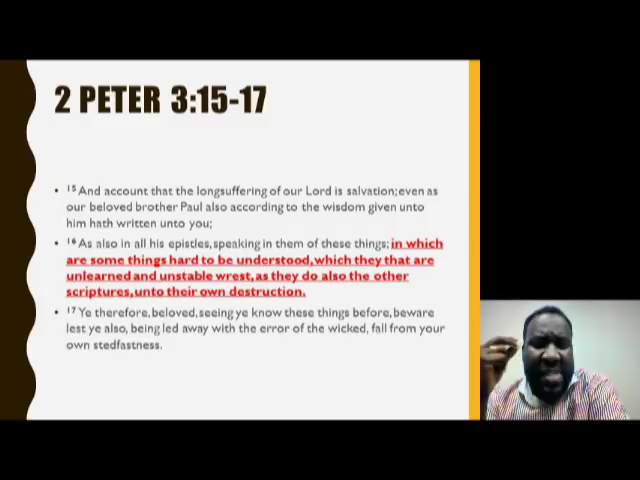 2 PETER 3:15-17
• 15 And account that the longsuffering of our Lord is salvation; even as
our beloved brother Paul also according to the wisdom given unto
him hath written unto you;
• 16 As also in all his epistles, speaking in them of these things; in which
are some things hard to be understood, which they that are
unlearned and unstable wrest, as they do also the other
scriptures, unto their own destruction.
• 17 Ye therefore, beloved, seeing ye know these things before, beware
lest ye also, being led away with the error of the wicked, fall from your
own stedfastness.